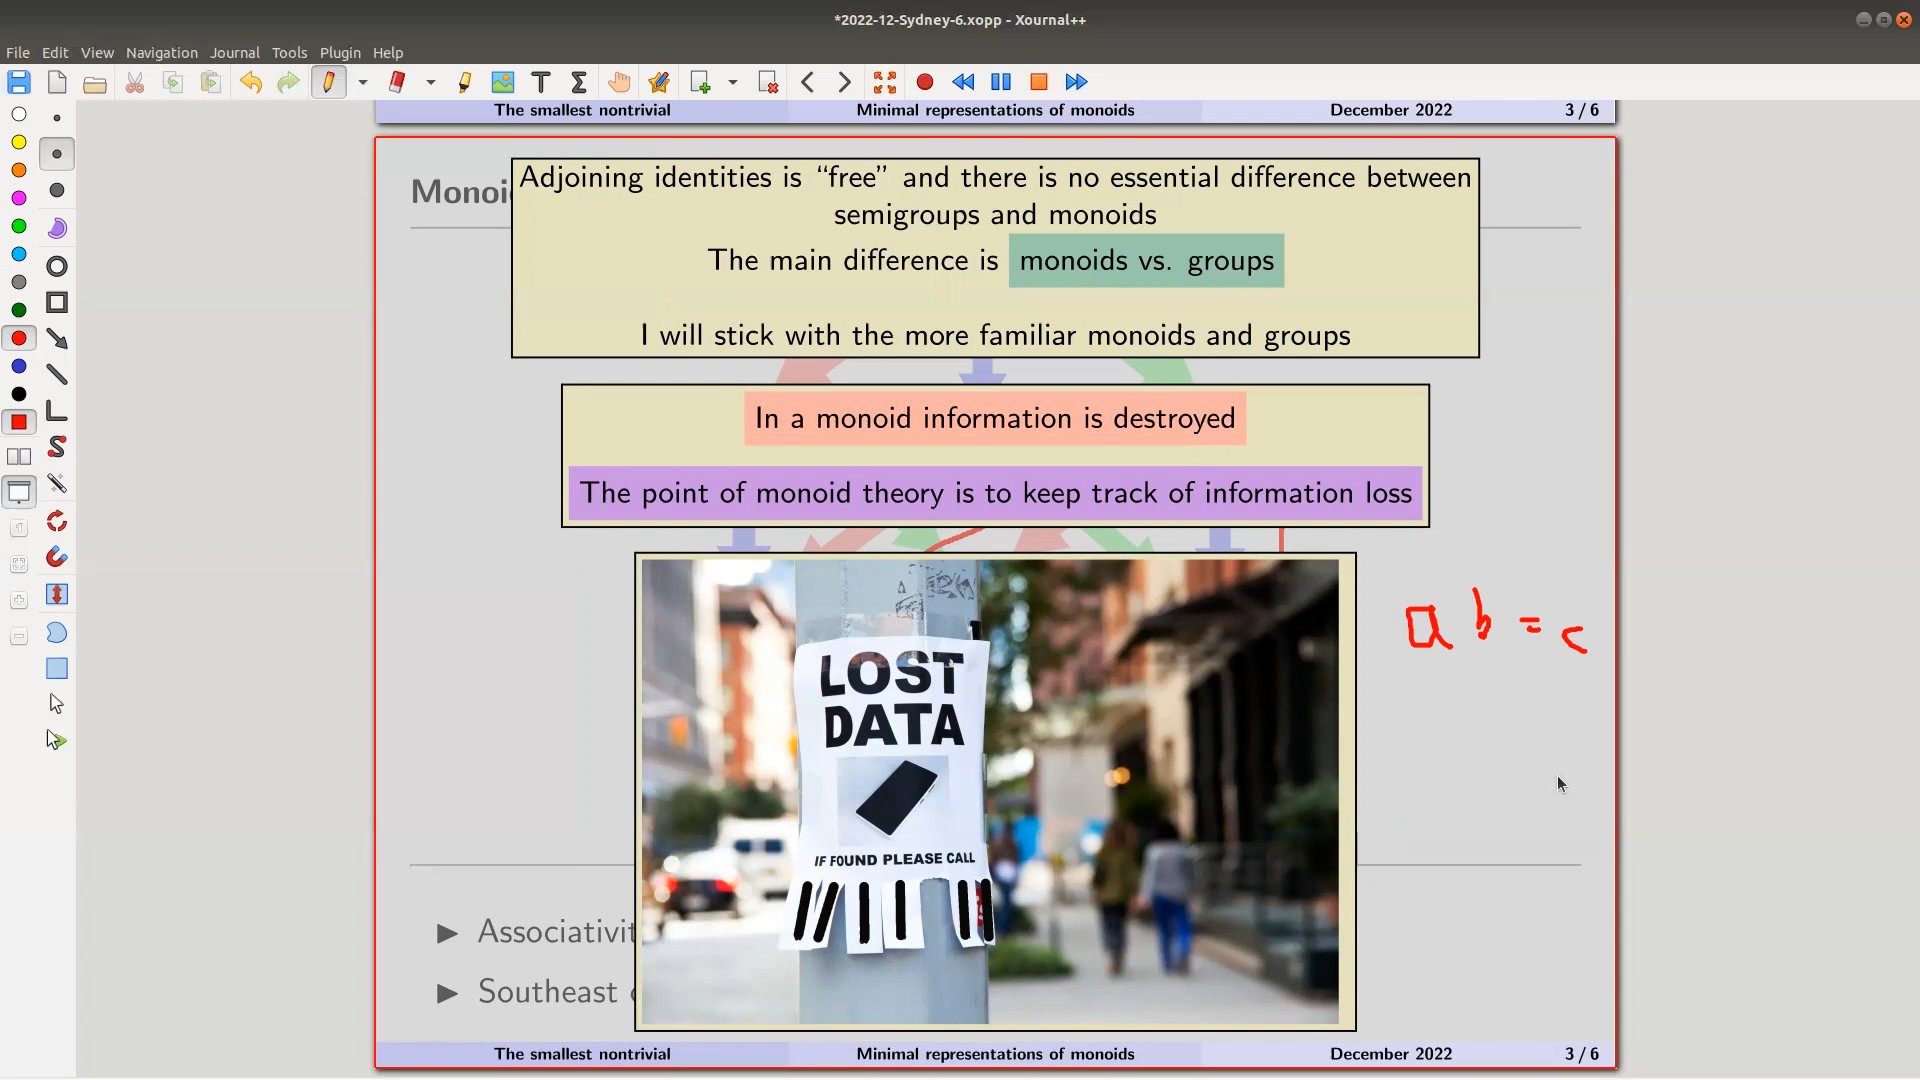 *2022-12-Sydney-6.xopp - Xournal++
File Edit View Navigation Journal Tools Plugin Help
The smallest nontrivial Minimal representations of monoids December 2022 3 / 6
Monoi
Adjoining identities is “free” and there is no essential difference between
semigroups and monoids
The main difference is monoids vs. groups
I will stick with the more familiar monoids and groups
In a monoid information is destroyed
The point of monoid theory is to keep track of information loss
LOST
DATA
IF FOUND PLEASE CALL
a b = c
Associativit
Southeast
The smallest nontrivial Minimal representations of monoids December 2022 3 / 6